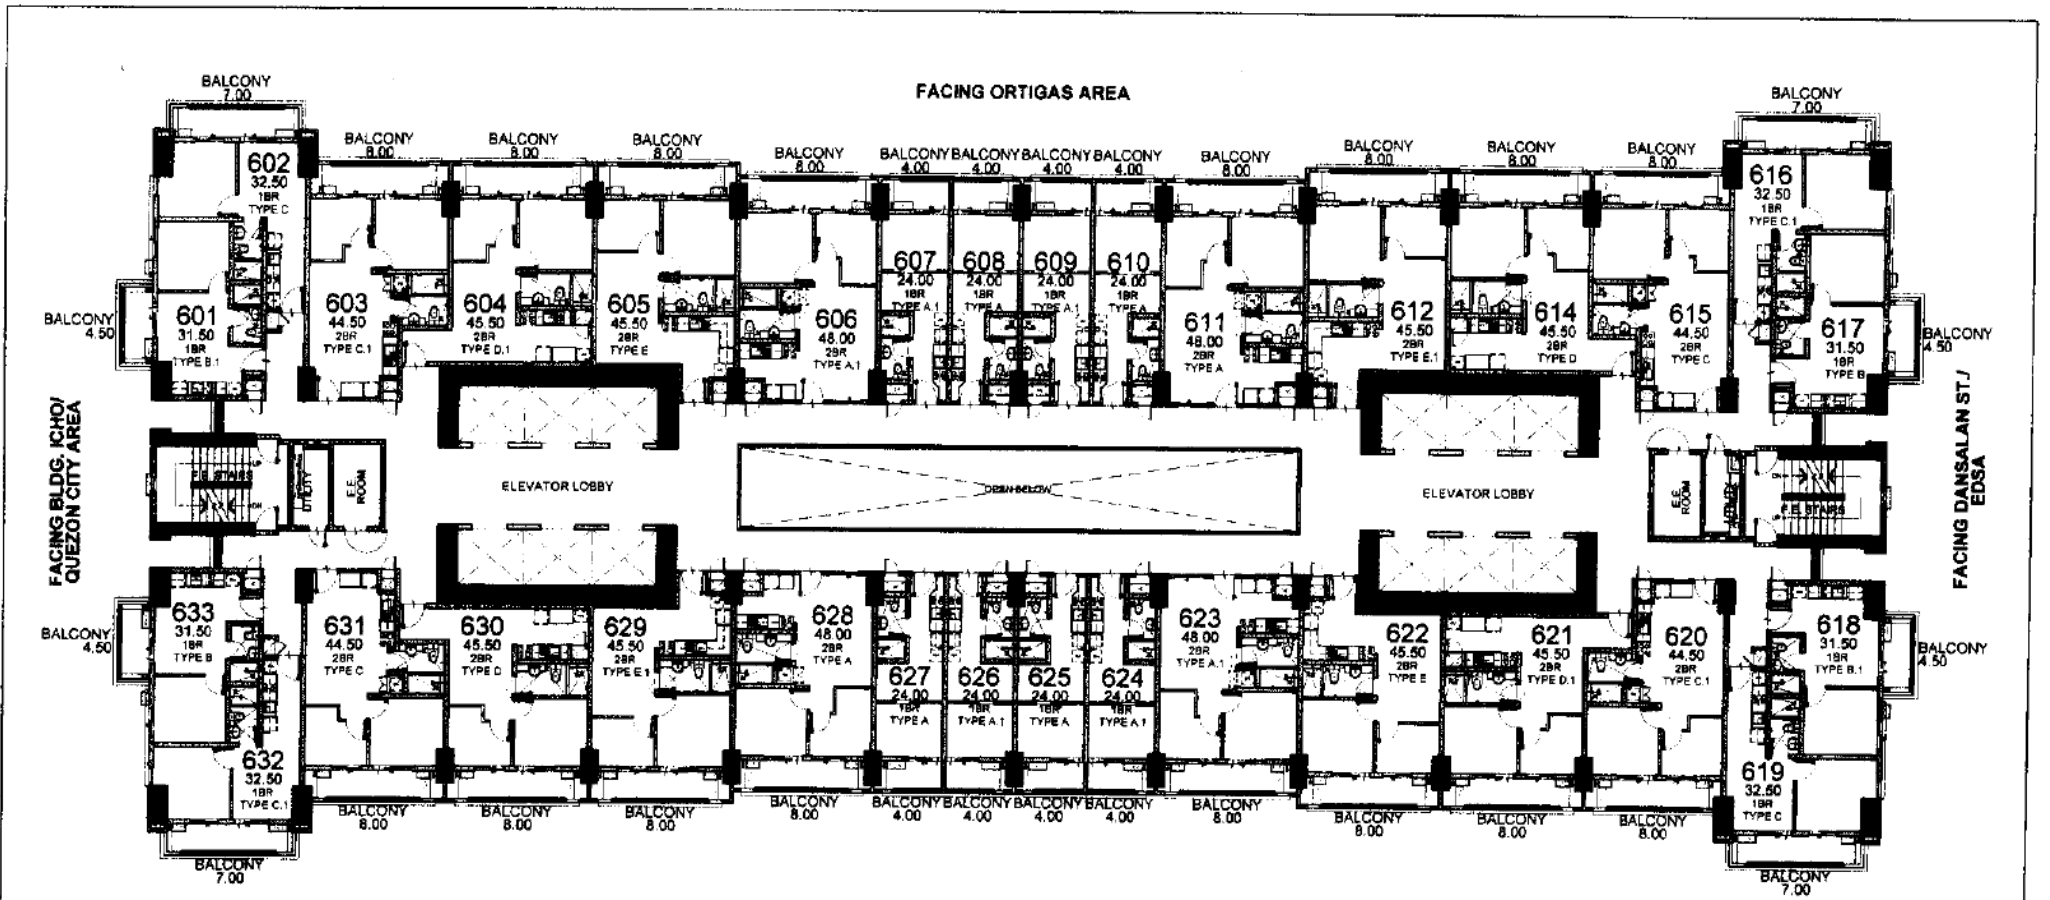 FACING ORTIGAS AREA
BALCONY
7.00
BALCONY
8.00
BALCONY
8.00
BALCONY
8.00
BALCONY
8.00
BALCONY
4.00
BALCONY
4.00
BALCONY
4.00
BALCONY
4.00
BALCONY
8.00
BALCONY
8.00
BALCONY
8.00
BALCONY
8.00
BALCONY
7.00
602
32.50
1BR
TYPE C
BALCONY
4.50
601
31.50
1BR
TYPE B.1
603
44.50
2BR
TYPE C.1
604
45.50
2BR
TYPE D.1
605
45.50
2BR
TYPE E
606
48.00
2BR
TYPE A.1
607
24.00
1BR
TYPE A.1
608
24.00
1BR
TYPE A
609
24.00
1BR
TYPE A.1
610
24.00
1BR
TYPE A
611
48.00
2BR
TYPE A
612
45.50
2BR
TYPE E.1
614
45.50
2BR
TYPE D
615
44.50
2BR
TYPE C
616
32.50
1BR
TYPE C.1
617
31.50
1BR
TYPE B
BALCONY
4.50
FACING BLDG. ICHO/
QUEZON CITY AREA
F.E. STAIRS
UP
DN
UTILITY
E.E.
ROOM
ELEVATOR LOBBY
OPEN BELOW
ELEVATOR LOBBY
E.E.
ROOM
UTILITY
F.E. STAIRS
FACING DANSALAN ST./
EDSA
BALCONY
4.50
633
31.50
1BR
TYPE B
632
32.50
1BR
TYPE C.1
631
44.50
2BR
TYPE C
630
45.50
2BR
TYPE D
629
45.50
2BR
TYPE E.1
628
48.00
2BR
TYPE A
627
24.00
1BR
TYPE A
626
24.00
1BR
TYPE A.1
625
24.00
1BR
TYPE A
624
24.00
1BR
TYPE A.1
623
48.00
2BR
TYPE A.1
622
45.50
2BR
TYPE E
621
45.50
2BR
TYPE D.1
620
44.50
2BR
TYPE C.1
619
32.50
1BR
TYPE C
618
31.50
1BR
TYPE B.1
BALCONY
4.50
BALCONY
7.00
BALCONY
8.00
BALCONY
8.00
BALCONY
8.00
BALCONY
8.00
BALCONY
4.00
BALCONY
4.00
BALCONY
4.00
BALCONY
4.00
BALCONY
8.00
BALCONY
8.00
BALCONY
8.00
BALCONY
8.00
BALCONY
7.00